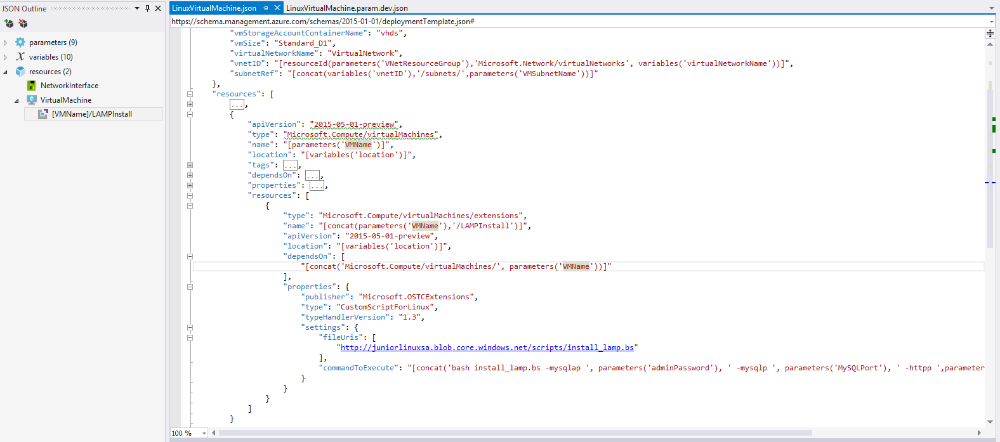 JSON Outline
parameters (9)
variables (10)
resources (2)
NetworkInterface
VirtualMachine
[VMName]/LAMPInstall
LinuxVirtualMachine.json
LinuxVirtualMachine.param.dev.json
https://schema.management.azure.com/schemas/2015-01-01/deploymentTemplate.json#
"vmStorageAccountContainerName": "vhds",
"vmSize": "Standard_D1",
"virtualNetworkName": "VirtualNetwork",
"vnetID": "[resourceId(parameters('VNetResourceGroup'),'Microsoft.Network/virtualNetworks', variables('virtualNetworkName'))]",
"subnetRef": "[concat(variables('vnetID'),'/subnets/',parameters('VMSubnetName'))]"
},
"resources": [
...,
{
"apiVersion": "2015-05-01-preview",
"type": "Microsoft.Compute/virtualMachines",
"name": "[parameters('VMName')]",
"location": "[variables('location')]",
"tags": ...,
"dependsOn": ...,
"properties": ...,
"resources": [
{
"type": "Microsoft.Compute/virtualMachines/extensions",
"name": "[concat(parameters('VMName'),'/LAMPInstall')]",
"apiVersion": "2015-05-01-preview",
"location": "[variables('location')]",
"dependsOn": [
"[concat('Microsoft.Compute/virtualMachines/', parameters('VMName'))]"
],
"properties": {
"publisher": "Microsoft.OSTCExtensions",
"type": "CustomScriptForLinux",
"typeHandlerVersion": "1.3",
"settings": {
"fileUris": [
"http://juniorlinuxsa.blob.core.windows.net/scripts/install_lamp.bs"
],
"commandToExecute": "[concat('bash install_lamp.bs -mysqlap ', parameters('adminPassword'), ' -mysqlp ', parameters('MySQLPort'), ' -httpp ',parameter
}
}
}
]
}
100 %